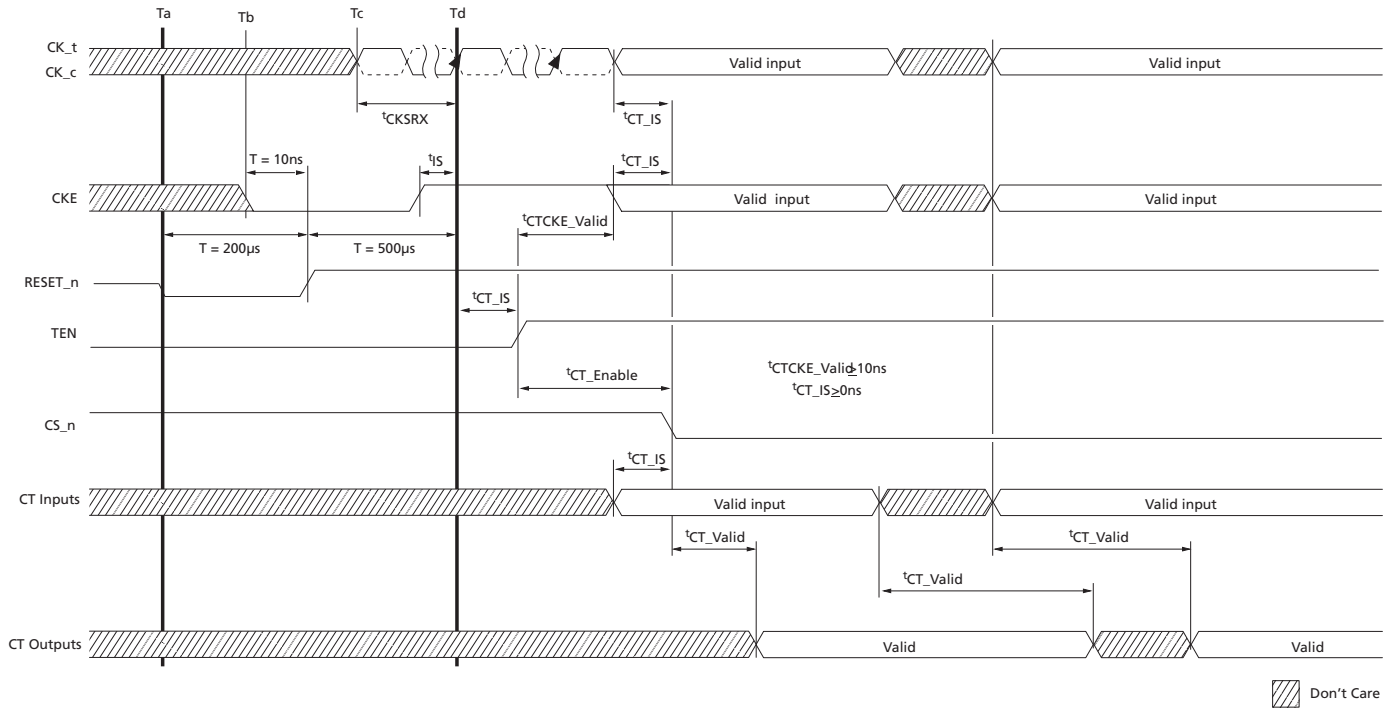 Ta
Tb
Tc
Td
CK_t
CK_c
Valid input
Valid input
tCKSRX
tCT_IS
T = 10ns
tIS
tCT_IS
CKE
Valid input
Valid input
tCTCKE_Valid
T = 200µs
T = 500µs
RESET_n
tCT_IS
TEN
tCT_Enable
tCTCKE_Valid≥10ns
tCT_IS≥0ns
CS_n
tCT_IS
CT Inputs
Valid input
Valid input
tCT_Valid
tCT_Valid
tCT_Valid
CT Outputs
Valid
Valid
Don't Care